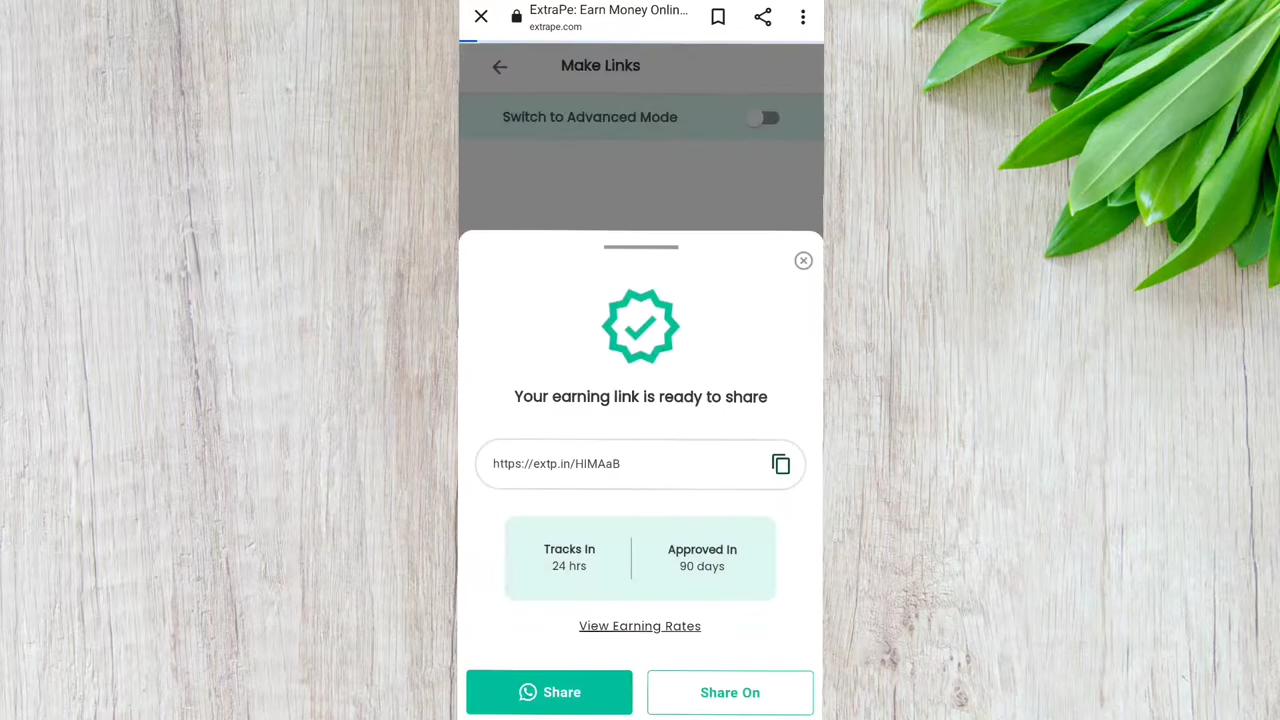 ExtraPe: Earn Money Onlin...
extrape.com
Make Links
Switch to Advanced Mode
Your earning link is ready to share
https://extp.in/HIMAaB
Tracks In
24 hrs
Approved In
90 days
View Earning Rates
Share
Share On